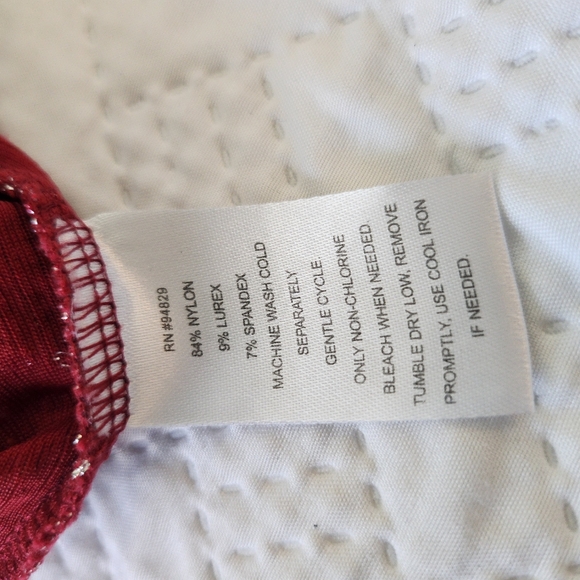 RN #94829
84% NYLON
9% LUREX
7% SPANDEX
MACHINE WASH COLD
SEPARATELY
GENTLE CYCLE.
ONLY NON-CHLORINE
BLEACH WHEN NEEDED.
TUMBLE DRY LOW, REMOVE
PROMPTLY, USE COOL IRON
IF NEEDED.